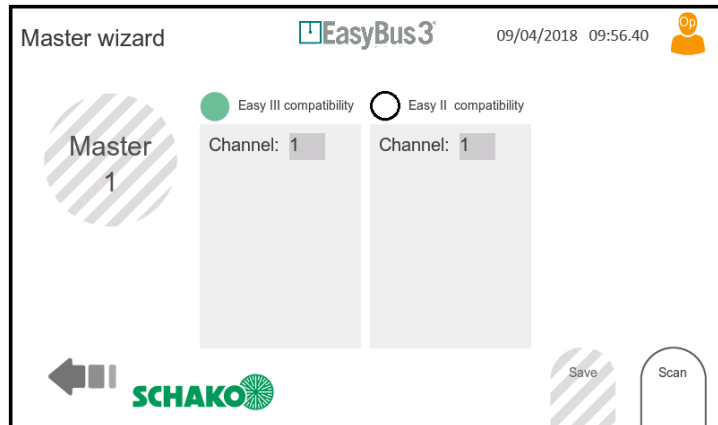 Master wizard
EasyBus3
09/04/2018 09:56.40
Op
Easy III compatibility
Easy II compatibility
Master
1
Channel: 1
Channel: 1
SCHAKO
Save
Scan